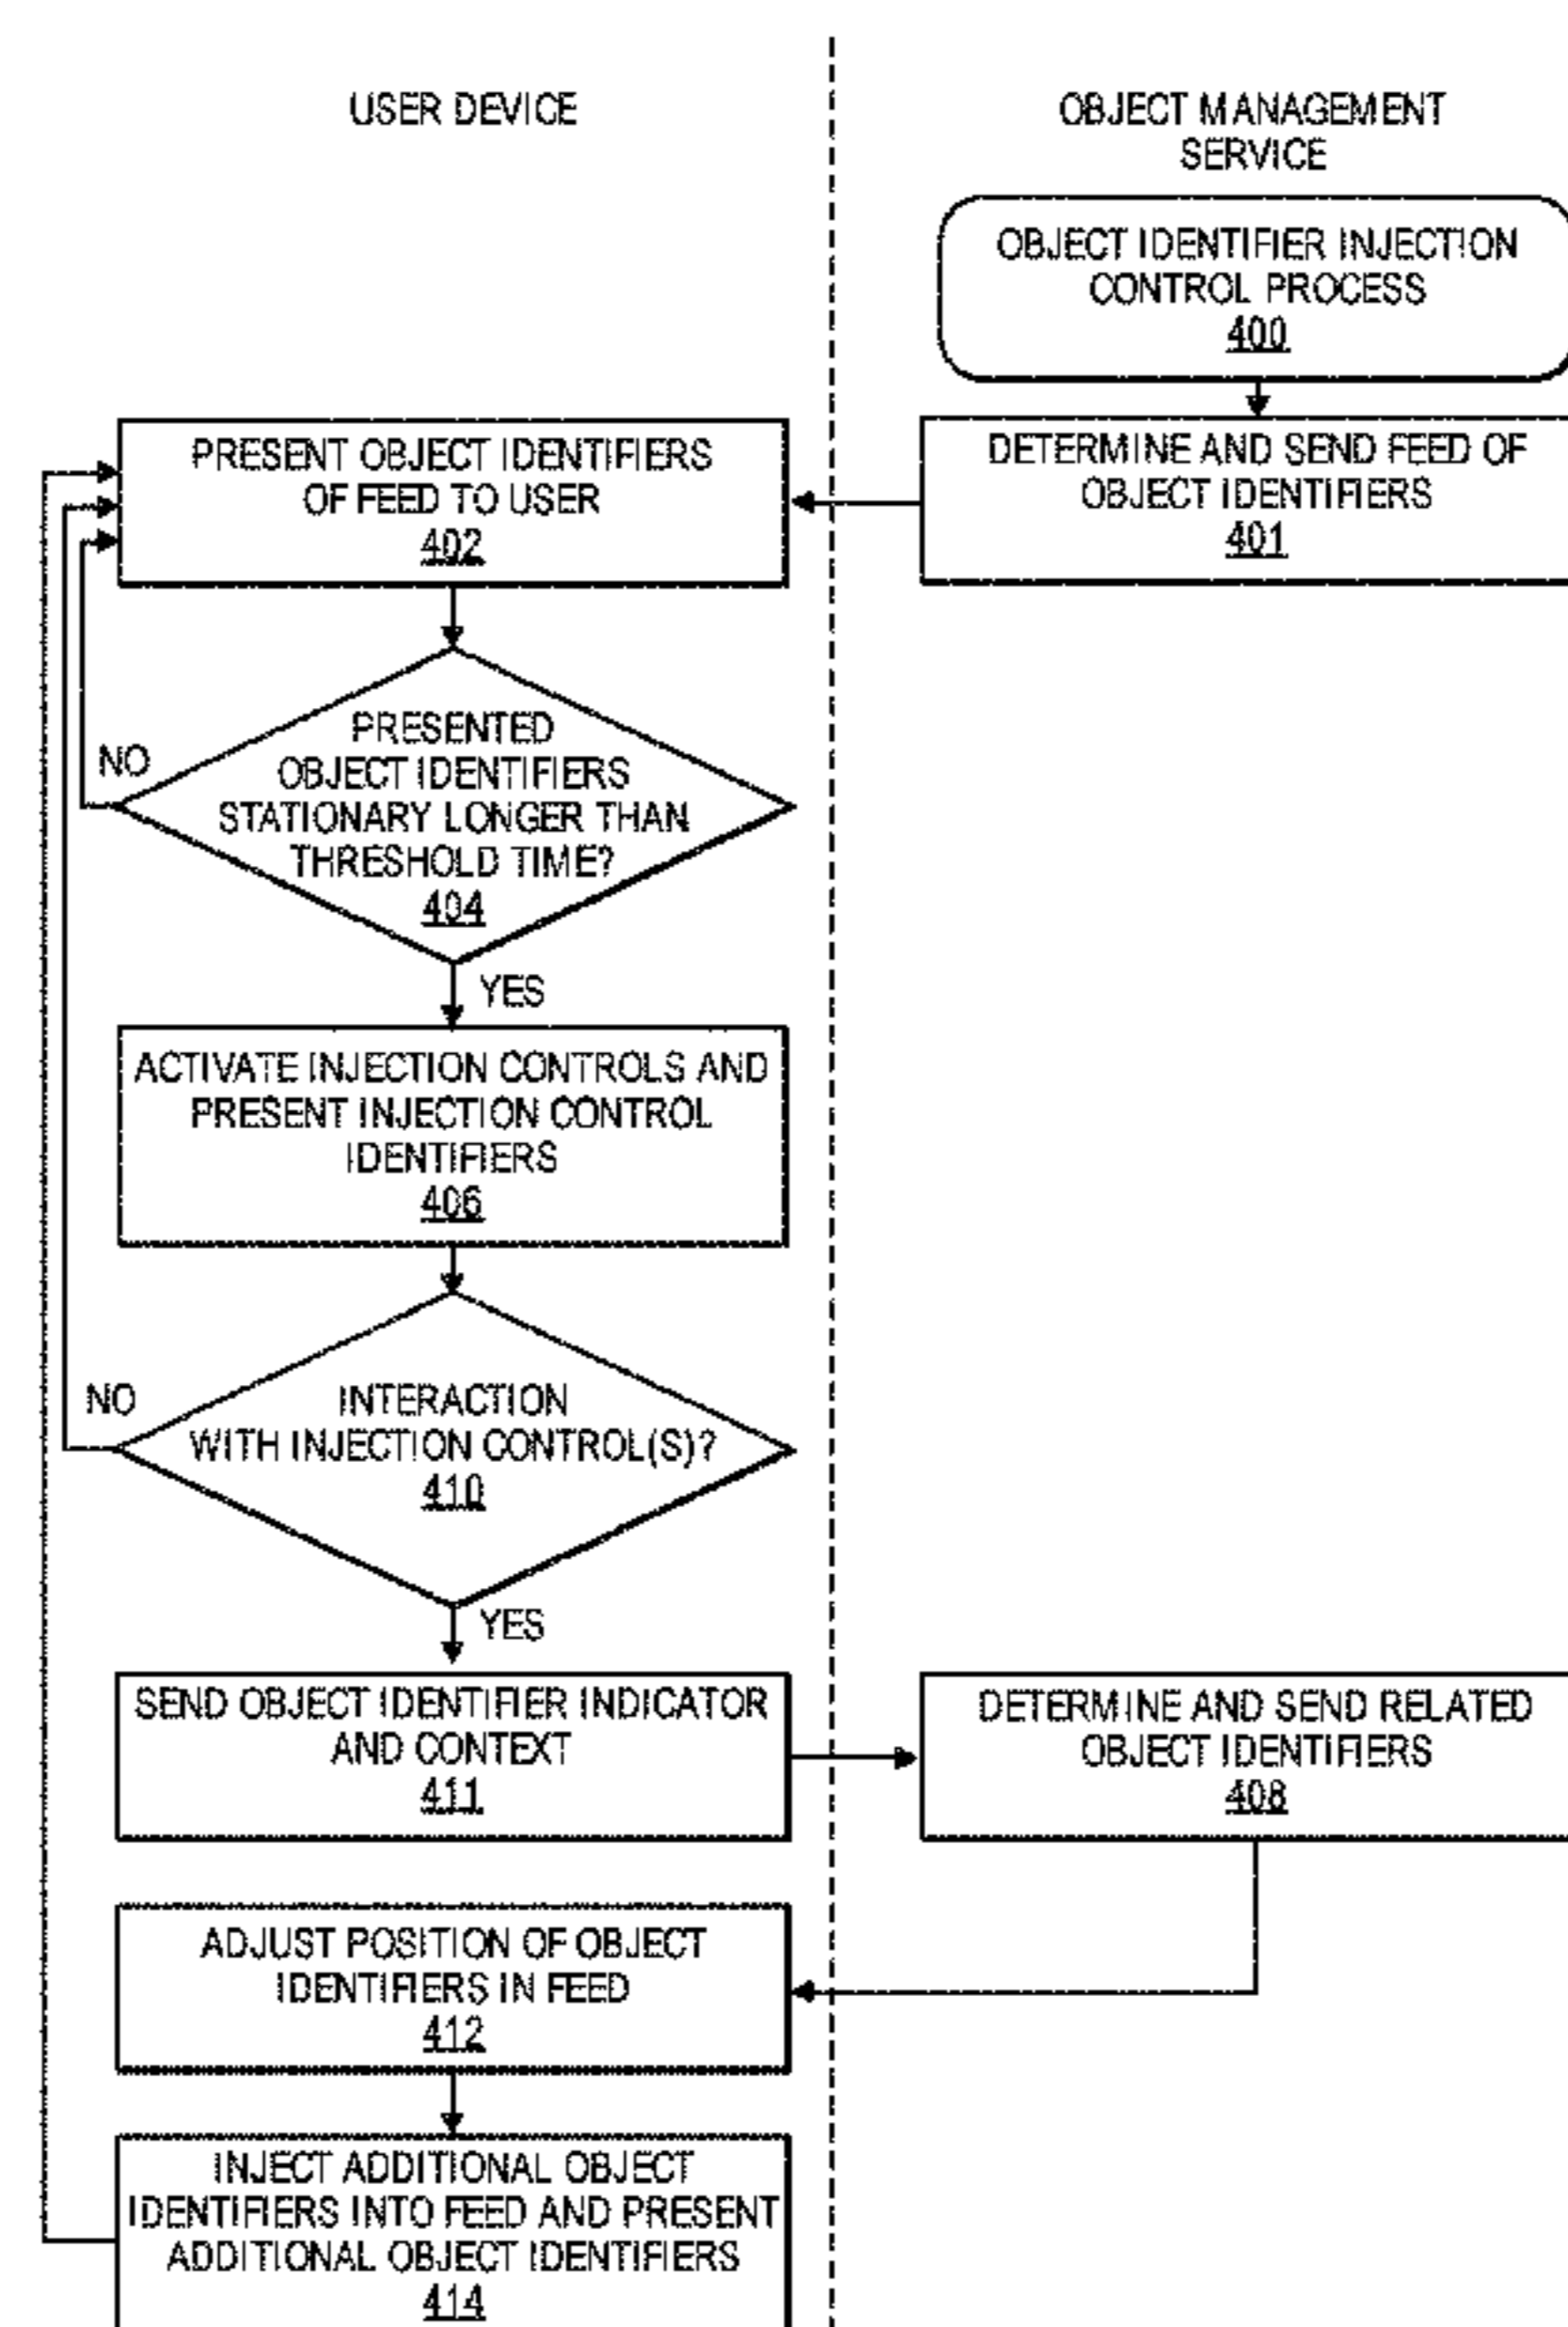 USER DEVICE
OBJECT MANAGEMENT
SERVICE
OBJECT IDENTIFIER INJECTION
CONTROL PROCESS
400
DETERMINE AND SEND FEED OF
OBJECT IDENTIFIERS
401
PRESENT OBJECT IDENTIFIERS
OF FEED TO USER
402
PRESENTED
OBJECT IDENTIFIERS
STATIONARY LONGER THAN
THRESHOLD TIME?
404
NO
YES
ACTIVATE INJECTION CONTROLS AND
PRESENT INJECTION CONTROL
IDENTIFIERS
406
INTERACTION
WITH INJECTION CONTROL(S)?
410
NO
YES
SEND OBJECT IDENTIFIER INDICATOR
AND CONTEXT
411
DETERMINE AND SEND RELATED
OBJECT IDENTIFIERS
408
ADJUST POSITION OF OBJECT
IDENTIFIERS IN FEED
412
INJECT ADDITIONAL OBJECT
IDENTIFIERS INTO FEED AND PRESENT
ADDITIONAL OBJECT IDENTIFIERS
414